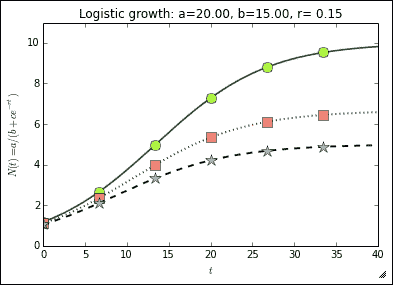 Logistic growth: a=20.00, b=15.00, r= 0.15
N(t)=a/(b+ce^{-rt})
10
8
6
4
2
0
0 5 10 15 20 25 30 35 40
t